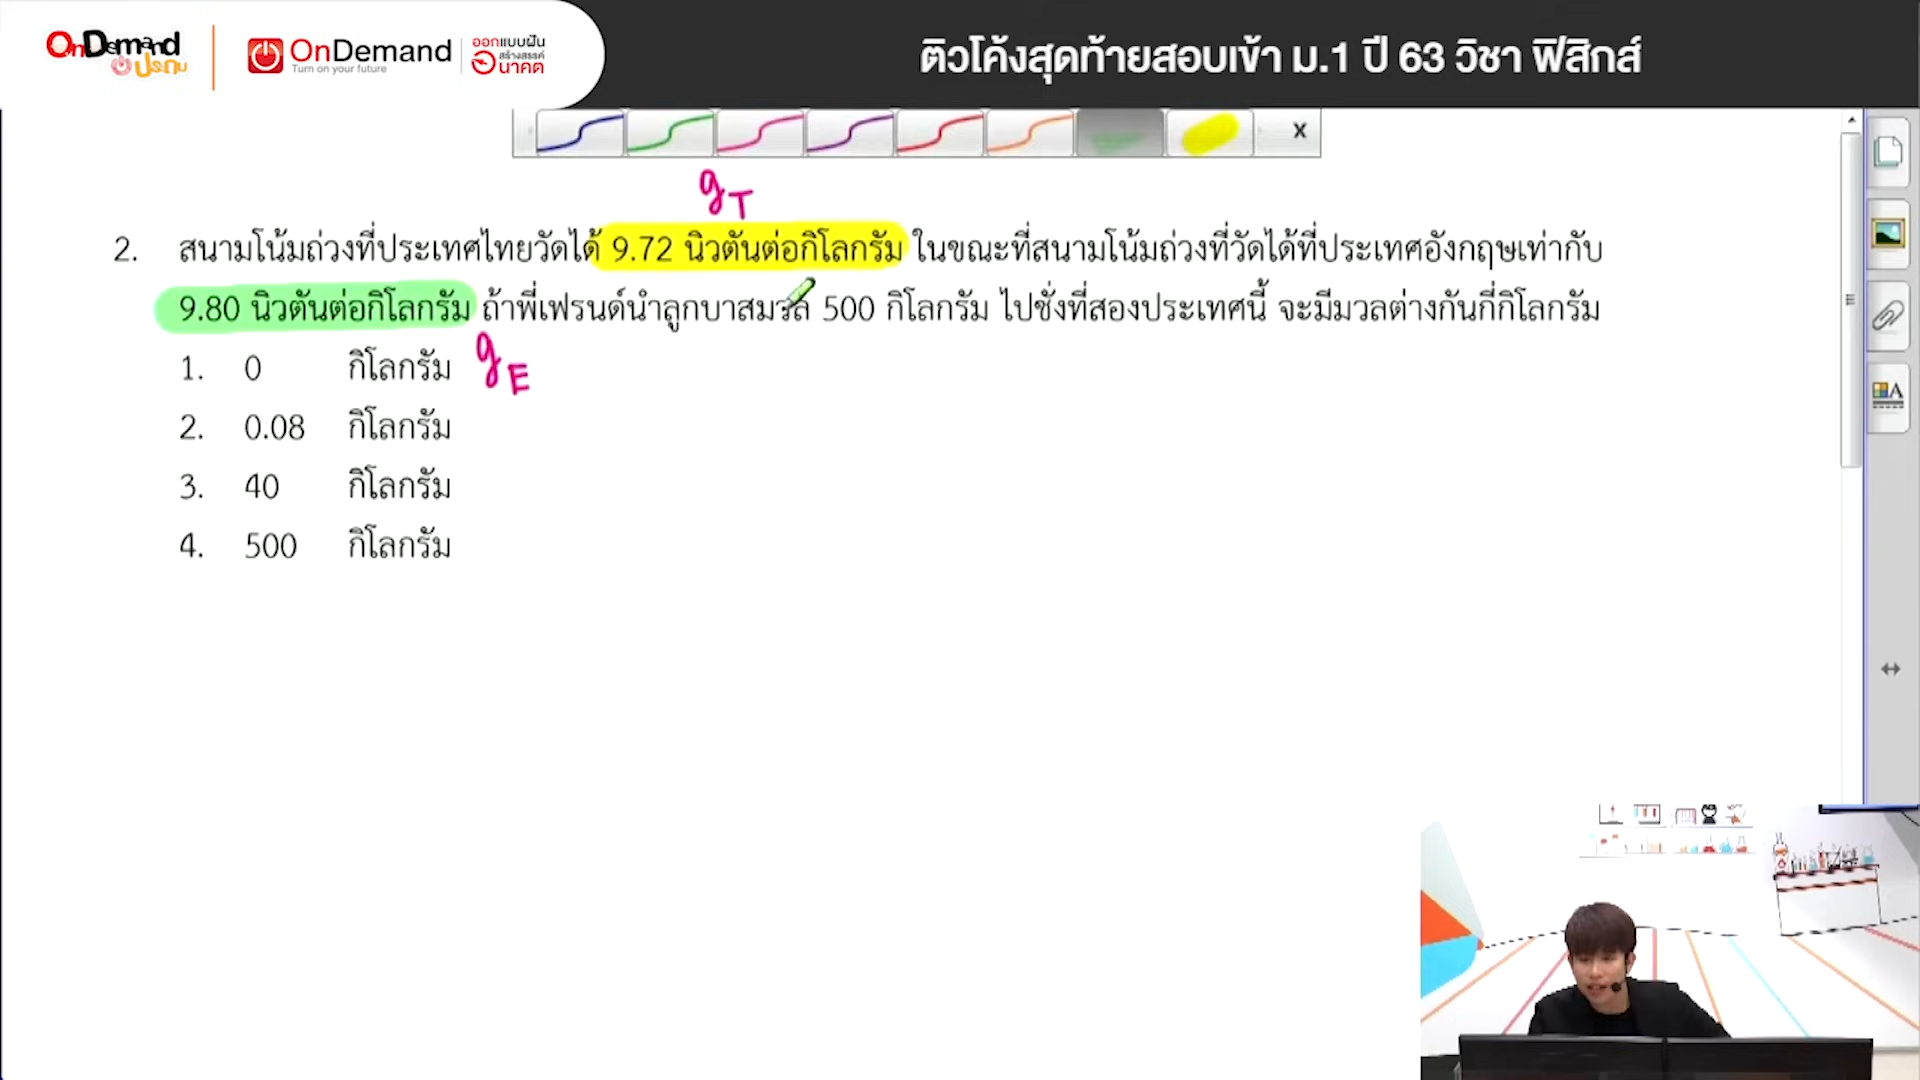 OnDemand
ประถม
OnDemand
Turn on your future
ออกแบบฝัน
สร้างสรรค์
อนาคต
ติวโค้งสุดท้ายสอบเข้า ม.1 ปี 63 วิชา ฟิสิกส์
X
gT
2. สนามโน้มถ่วงที่ประเทศไทยวัดได้ 9.72 นิวตันต่อกิโลกรัม ในขณะที่สนามโน้มถ่วงที่วัดได้ที่ประเทศอังกฤษเท่ากับ
9.80 นิวตันต่อกิโลกรัม ถ้าพี่เฟรนด์นำลูกบาสมวล 500 กิโลกรัม ไปชั่งที่สองประเทศนี้ จะมีมวลต่างกันกี่กิโลกรัม
gE
1. 0 กิโลกรัม
2. 0.08 กิโลกรัม
3. 40 กิโลกรัม
4. 500 กิโลกรัม
A